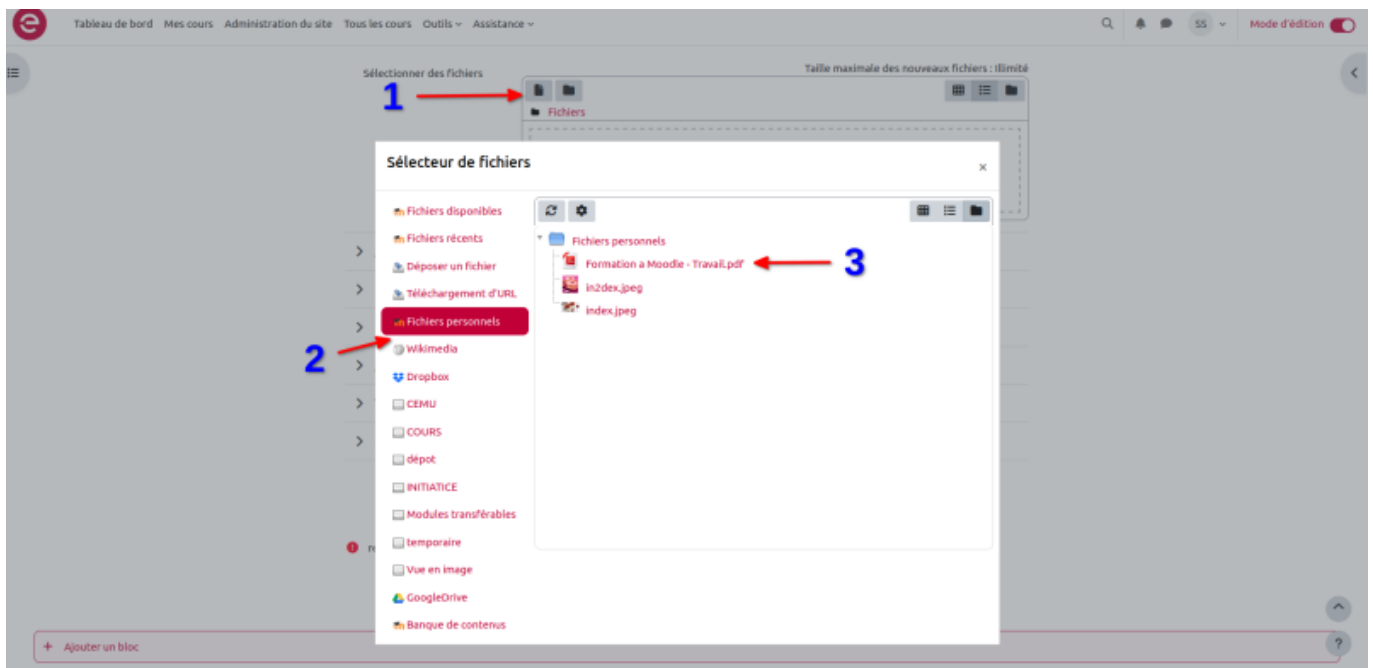 e
Tableau de bord Mes cours Administration du site Tous les cours Outils Assistance SS Mode d'édition
Sélectionner des fichiers
Taille maximale des nouveaux fichiers : Illimité
1
Fichiers
Sélecteur de fichiers ×
Fichiers disponibles
Fichiers récents
Déposer un fichier
Téléchargement d'URL
Fichiers personnels
Wikimedia
Dropbox
CEMU
COURS
dépot
INITIATICE
Modules transférables
temporaire
Vue en image
GoogleDrive
Banque de contenus
2
Fichiers personnels
Formation a Moodle - Travail.pdf
3
in2dex.jpeg
index.jpeg
+ Ajouter un bloc
?